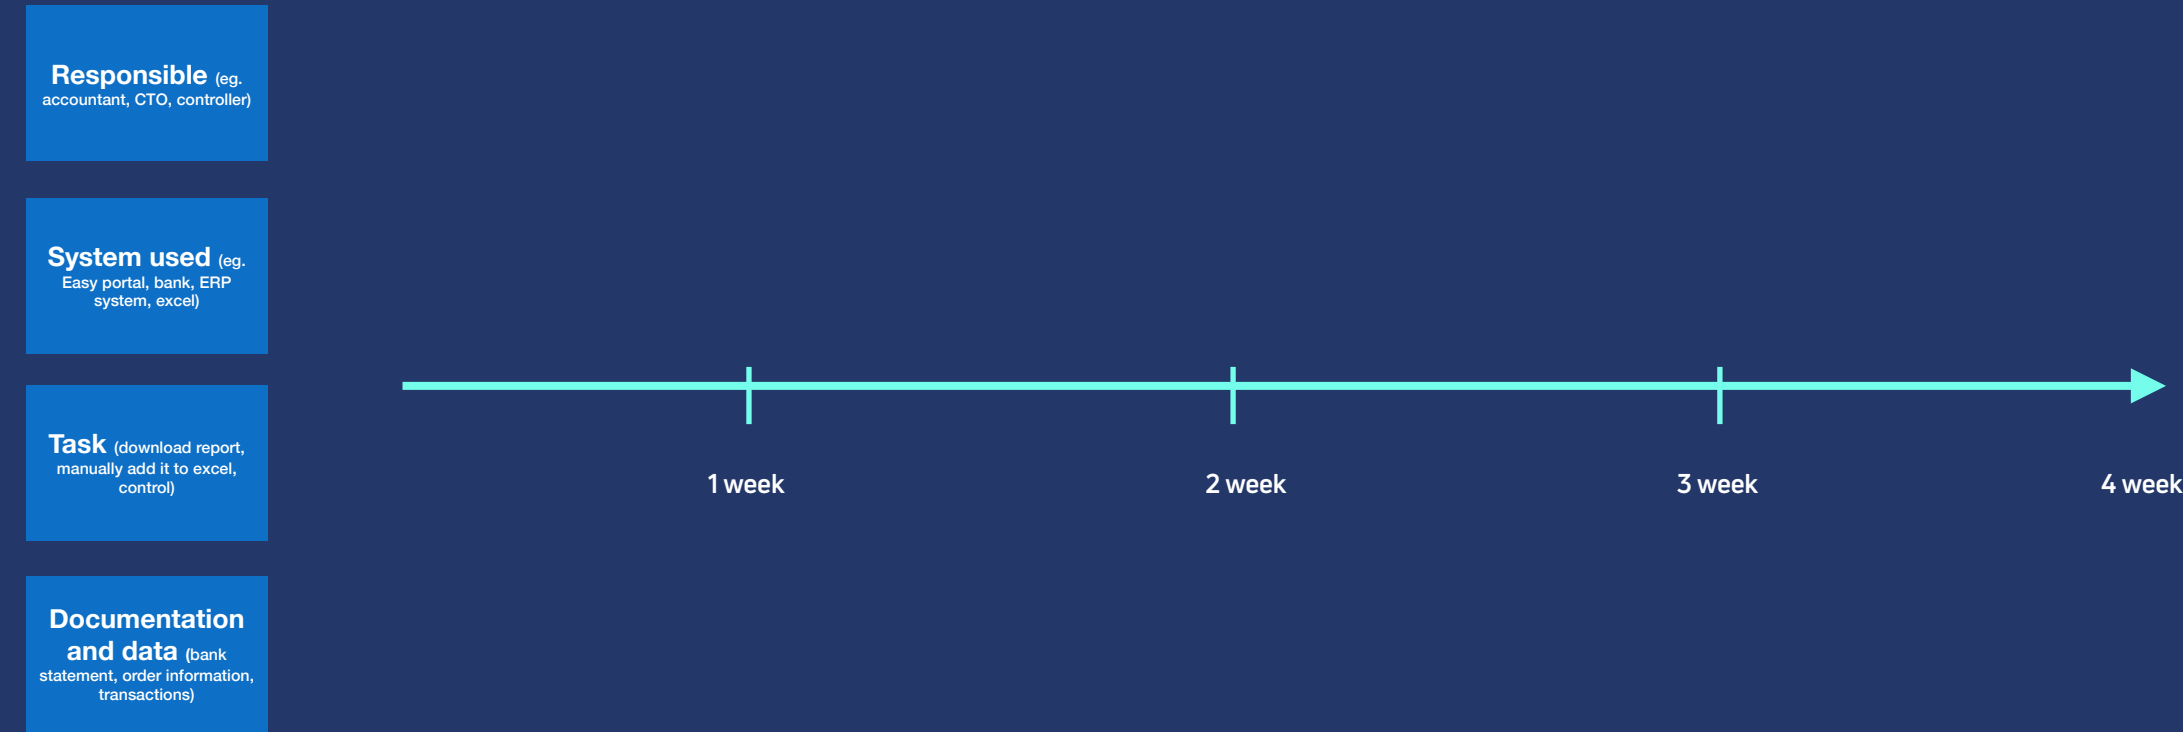 Responsible (eg.
accountant, CTO, controller)
System used (eg.
Easy portal, bank, ERP
system, excel)
Task (download report,
manually add it to excel,
control)
1 week
2 week
3 week
4 week
Documentation
and data (bank
statement, order information,
transactions)